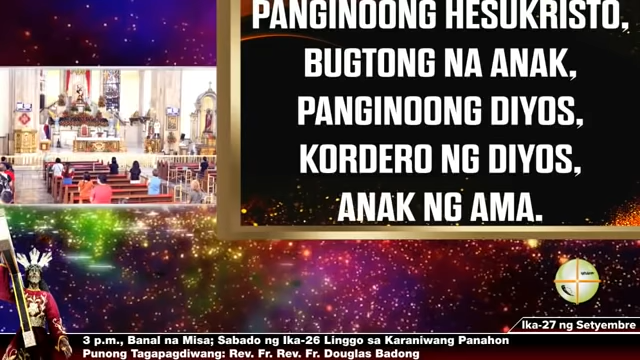 PANGINOONG HESUKRISTO,
BUGTONG NA ANAK,
PANGINOONG DIYOS,
KORDERO NG DIYOS,
ANAK NG AMA.
Ika-27 ng Setyembre
3 p.m., Banal na Misa; Sabado ng Ika-26 Linggo sa Karaniwang Panahon
Punong Tagapagdiwang: Rev. Fr. Rev. Fr. Douglas Badong